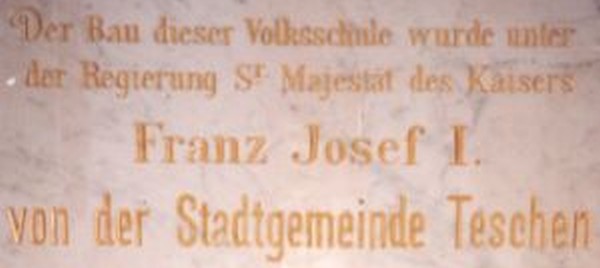 Der Bau dieser Volksschule wurde unter
der Regierung Sr Majestät des Kaisers
Franz Josef I.
von der Stadtgemeinde Teschen